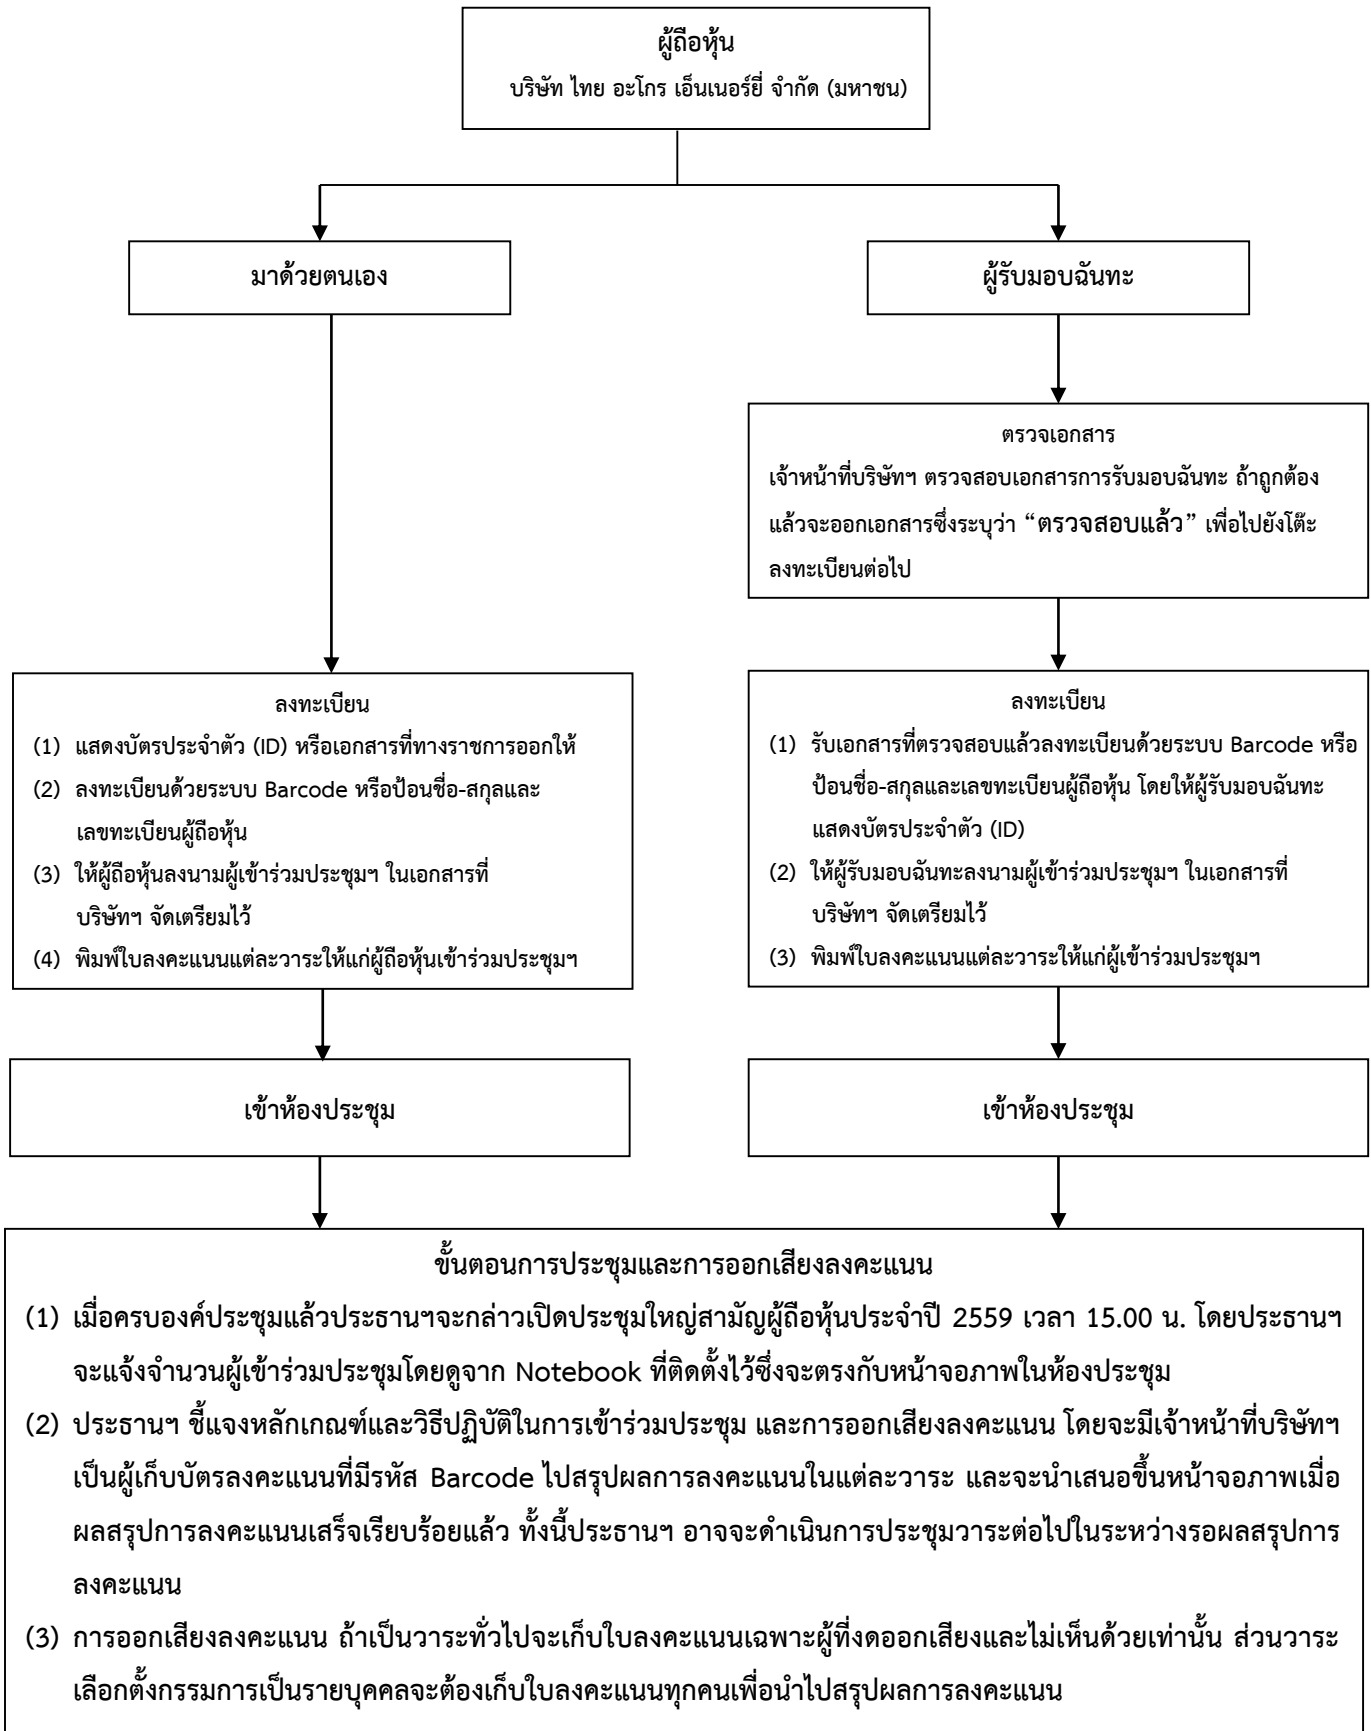 ผู้ถือหุ้น
บริษัท ไทย อะโกร เอ็นเนอร์ยี่ จำกัด (มหาชน)
มาด้วยตนเอง
ผู้รับมอบฉันทะ
ตรวจเอกสาร
เจ้าหน้าที่บริษัทฯ ตรวจสอบเอกสารการรับมอบฉันทะ ถ้าถูกต้อง
แล้วจะออกเอกสารซึ่งระบุว่า “ตรวจสอบแล้ว” เพื่อไปยังโต๊ะ
ลงทะเบียนต่อไป
ลงทะเบียน
(1) แสดงบัตรประจำตัว (ID) หรือเอกสารที่ทางราชการออกให้
(2) ลงทะเบียนด้วยระบบ Barcode หรือป้อนชื่อ-สกุลและ
เลขทะเบียนผู้ถือหุ้น
(3) ให้ผู้ถือหุ้นลงนามผู้เข้าร่วมประชุมฯ ในเอกสารที่
บริษัทฯ จัดเตรียมไว้
(4) พิมพ์ใบลงคะแนนแต่ละวาระให้แก่ผู้ถือหุ้นเข้าร่วมประชุมฯ
ลงทะเบียน
(1) รับเอกสารที่ตรวจสอบแล้วลงทะเบียนด้วยระบบ Barcode หรือ
ป้อนชื่อ-สกุลและเลขทะเบียนผู้ถือหุ้น โดยให้ผู้รับมอบฉันทะ
แสดงบัตรประจำตัว (ID)
(2) ให้ผู้รับมอบฉันทะลงนามผู้เข้าร่วมประชุมฯ ในเอกสารที่
บริษัทฯ จัดเตรียมไว้
(3) พิมพ์ใบลงคะแนนแต่ละวาระให้แก่ผู้เข้าร่วมประชุมฯ
เข้าห้องประชุม
เข้าห้องประชุม
ขั้นตอนการประชุมและการออกเสียงลงคะแนน
(1) เมื่อครบองค์ประชุมแล้วประธานฯจะกล่าวเปิดประชุมใหญ่สามัญผู้ถือหุ้นประจำปี 2559 เวลา 15.00 น. โดยประธานฯ
จะแจ้งจำนวนผู้เข้าร่วมประชุมโดยดูจาก Notebook ที่ติดตั้งไว้ซึ่งจะตรงกับหน้าจอภาพในห้องประชุม
(2) ประธานฯ ชี้แจงหลักเกณฑ์และวิธีปฏิบัติในการเข้าร่วมประชุม และการออกเสียงลงคะแนน โดยจะมีเจ้าหน้าที่บริษัทฯ
เป็นผู้เก็บบัตรลงคะแนนที่มีรหัส Barcode ไปสรุปผลการลงคะแนนในแต่ละวาระ และจะนำเสนอขึ้นหน้าจอภาพเมื่อ
ผลสรุปการลงคะแนนเสร็จเรียบร้อยแล้ว ทั้งนี้ประธานฯ อาจจะดำเนินการประชุมวาระต่อไปในระหว่างรอผลสรุปการ
ลงคะแนน
(3) การออกเสียงลงคะแนน ถ้าเป็นวาระทั่วไปจะเก็บใบลงคะแนนเฉพาะผู้ที่งดออกเสียงและไม่เห็นด้วยเท่านั้น ส่วนวาระ
เลือกตั้งกรรมการเป็นรายบุคคลจะต้องเก็บใบลงคะแนนทุกคนเพื่อนำไปสรุปผลการลงคะแนน